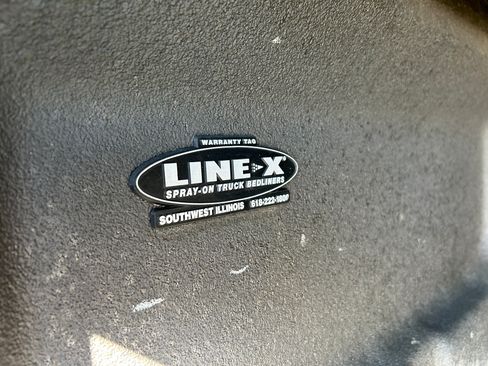 WARRANTY TAG
LINE-X®
SPRAY-ON TRUCK BEDLINERS
SOUTHWEST ILLINOIS